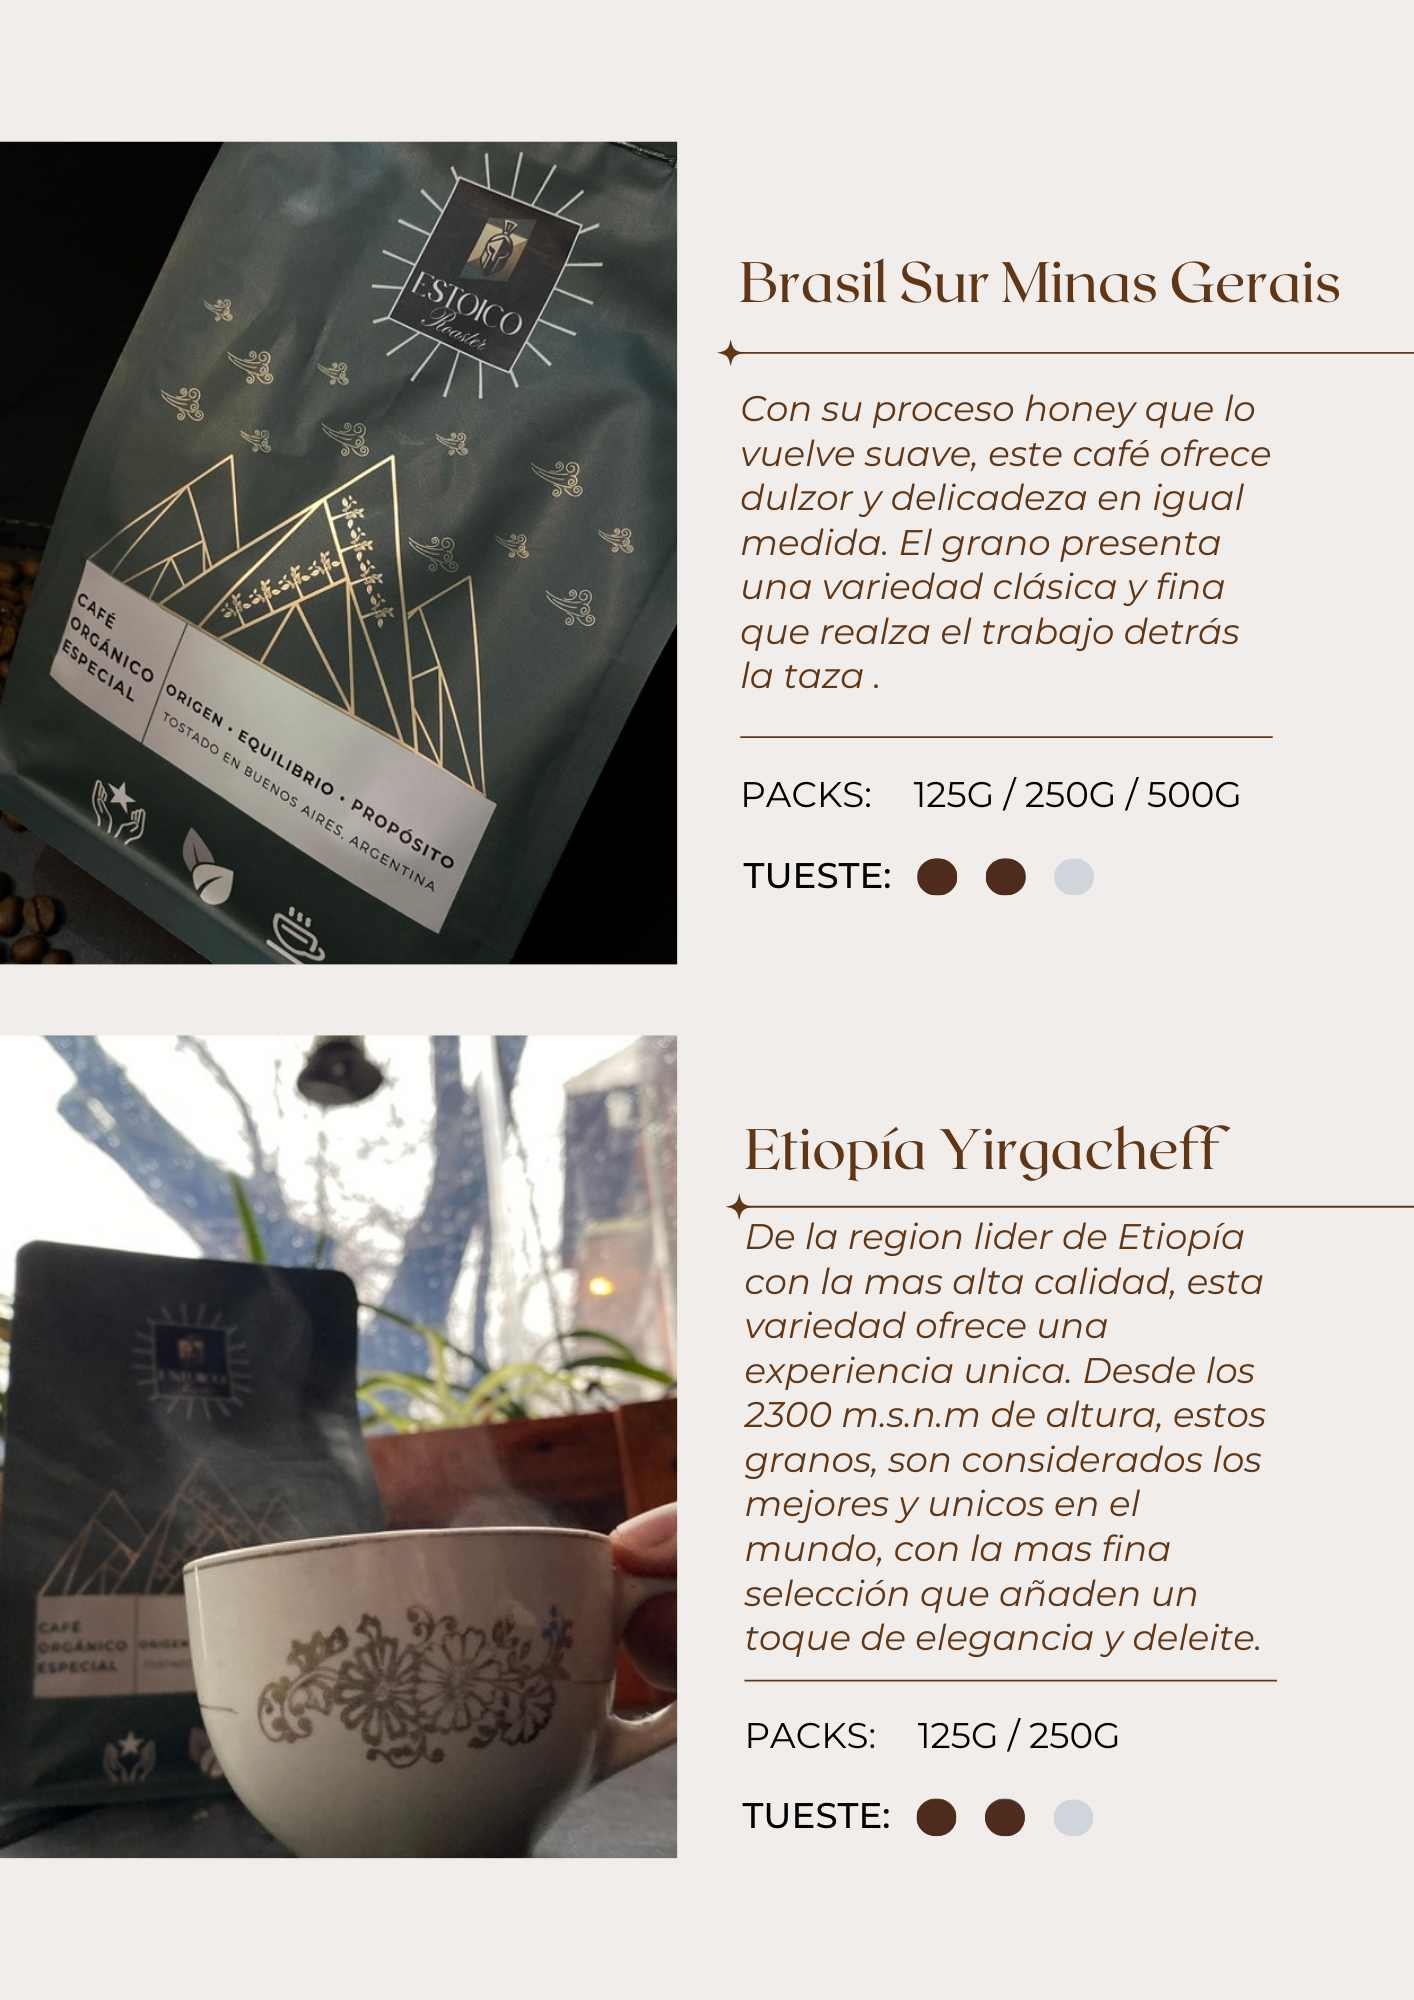 ESTOICO
Roaster
CAFÉ
ORGÁNICO
ESPECIAL
ORIGEN • EQUILIBRIO • PROPÓSITO
TOSTADO EN BUENOS AIRES, ARGENTINA
Brasil Sur Minas Gerais
Con su proceso honey que lo
vuelve suave, este café ofrece
dulzor y delicadeza en igual
medida. El grano presenta
una variedad clásica y fina
que realza el trabajo detrás
la taza .
PACKS: 125G / 250G / 500G
TUESTE:
ESTOICO
CAFÉ
ORGÁNICO
ESPECIAL
ORIGEN
Etiopía Yirgacheff
De la region lider de Etiopía
con la mas alta calidad, esta
variedad ofrece una
experiencia unica. Desde los
2300 m.s.n.m de altura, estos
granos, son considerados los
mejores y unicos en el
mundo, con la mas fina
selección que añaden un
toque de elegancia y deleite.
PACKS: 125G / 250G
TUESTE: